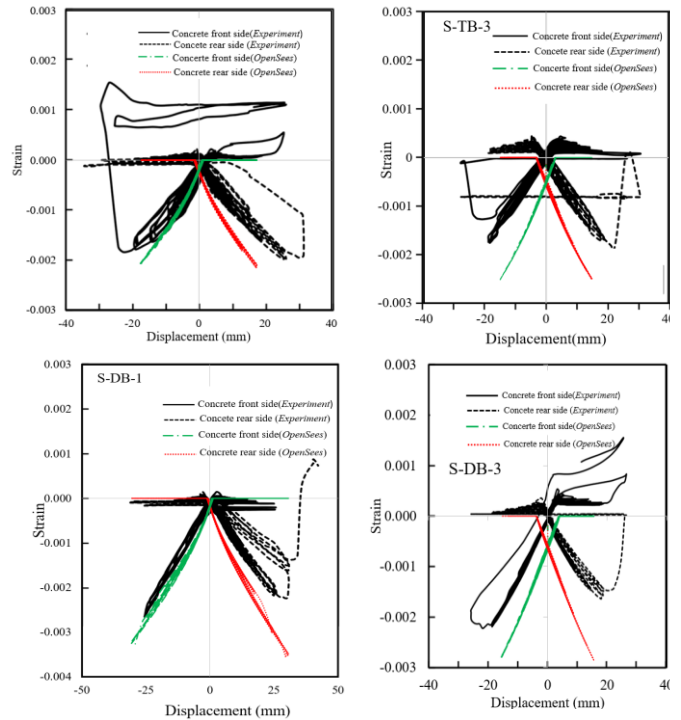 0.003
Concrete front side(Experiment)
Concete rear side (Experiment)
Concerte front side(OpenSees)
Concrete rear side (OpenSees)
0.002
0.001
0.000
-0.001
-0.002
-0.003
Strain
-40 -20 0 20 40
Displacement (mm)
0.003
S-TB-3
Concrete front side(Experiment)
Concrete rear side (Experiment)
Concerte front side(OpenSees)
Concrete rear side (OpenSees)
0.002
0.001
0
-0.001
-0.002
-0.003
Strain
-40 -20 0 20 40
Displacement(mm)
0.003
S-DB-1
Concrete front side(Experiment)
Concrete rear side (Experiment)
Concerte front side(OpenSees)
Concrete rear side(OpenSees)
0.002
0.001
0.000
-0.001
-0.002
-0.003
-0.004
Strain
-50 -25 0 25 50
Displacement (mm)
0.003
Concrete front side(Experiment)
Concrete rear side (Experiment)
Concerte front side(OpenSees)
Concrete rear side (OpenSees)
S-DB-3
0.002
0.001
0.000
-0.001
-0.002
-0.003
Strain
-40 -20 0 20 40
Displacement (mm)